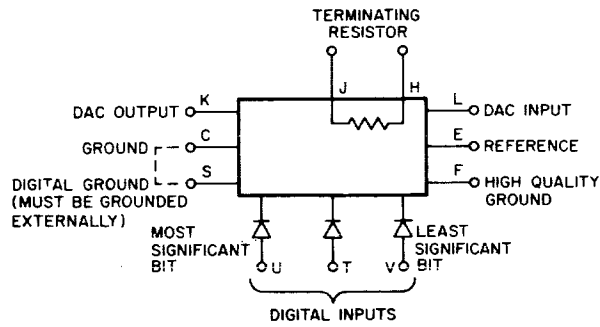 TERMINATING
RESISTOR
J
H
K
DAC OUTPUT
L
DAC INPUT
C
GROUND
E
REFERENCE
S
DIGITAL GROUND
(MUST BE GROUNDED
EXTERNALLY)
F
HIGH QUALITY
GROUND
MOST
SIGNIFICANT
BIT
LEAST
SIGNIFICANT
BIT
U
T
V
DIGITAL INPUTS